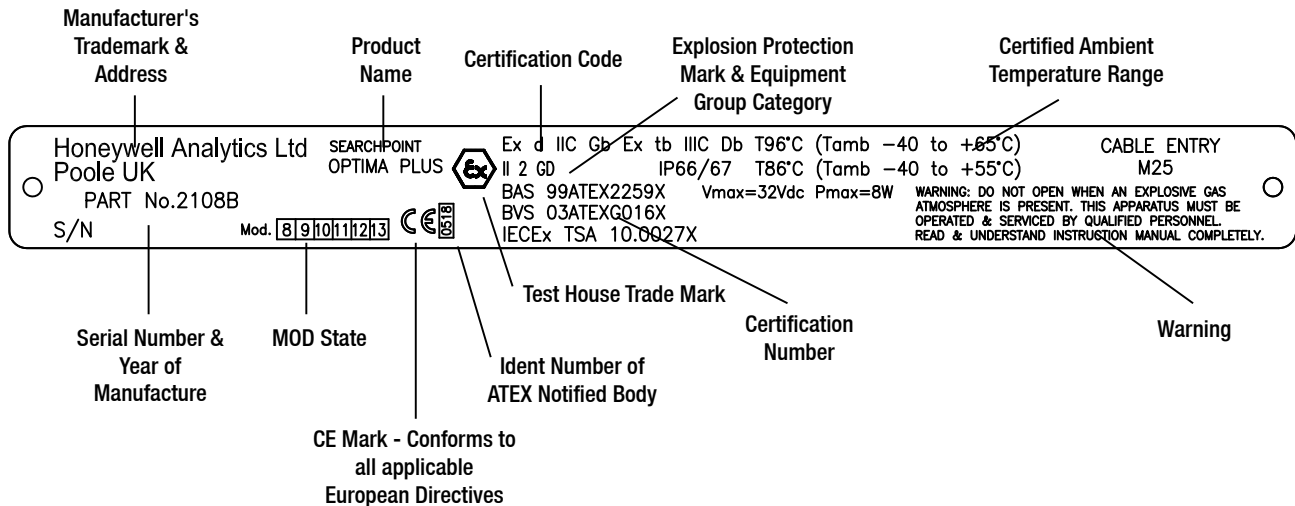 Manufacturer's
Trademark &
Address
Product
Name
Certification Code
Explosion Protection
Mark & Equipment
Group Category
Certified Ambient
Temperature Range
Honeywell Analytics Ltd
Poole UK
PART No.2108B
S/N
SEARCHPOINT
OPTIMA PLUS
Mod. 8 9 10 11 12 13
CE 0518
Ex
Ex d IIC Gb Ex tb IIIC Db T96°C (Tamb -40 to +65°C)
II 2 GD IP66/67 T86°C (Tamb -40 to +55°C)
BAS 99ATEX2259X Vmax=32Vdc Pmax=8W
BVS 03ATEXG016X
IECEx TSA 10.0027X
CABLE ENTRY
M25
WARNING: DO NOT OPEN WHEN AN EXPLOSIVE GAS
ATMOSPHERE IS PRESENT. THIS APPARATUS MUST BE
OPERATED & SERVICED BY QUALIFIED PERSONNEL.
READ & UNDERSTAND INSTRUCTION MANUAL COMPLETELY.
Serial Number &
Year of
Manufacture
MOD State
CE Mark - Conforms to
all applicable
European Directives
Ident Number of
ATEX Notified Body
Test House Trade Mark
Certification
Number
Warning